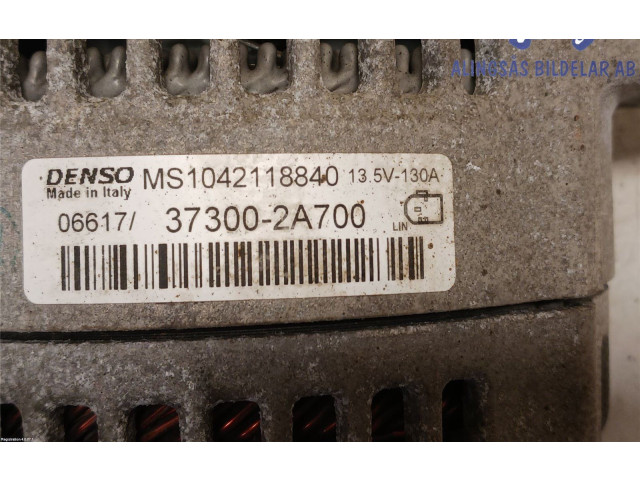 ALINGSÅS BILDELAR AB
DENSO MS1042118840 13.5V-130A
Made in Italy
06617/ 37300-2A700
LIN